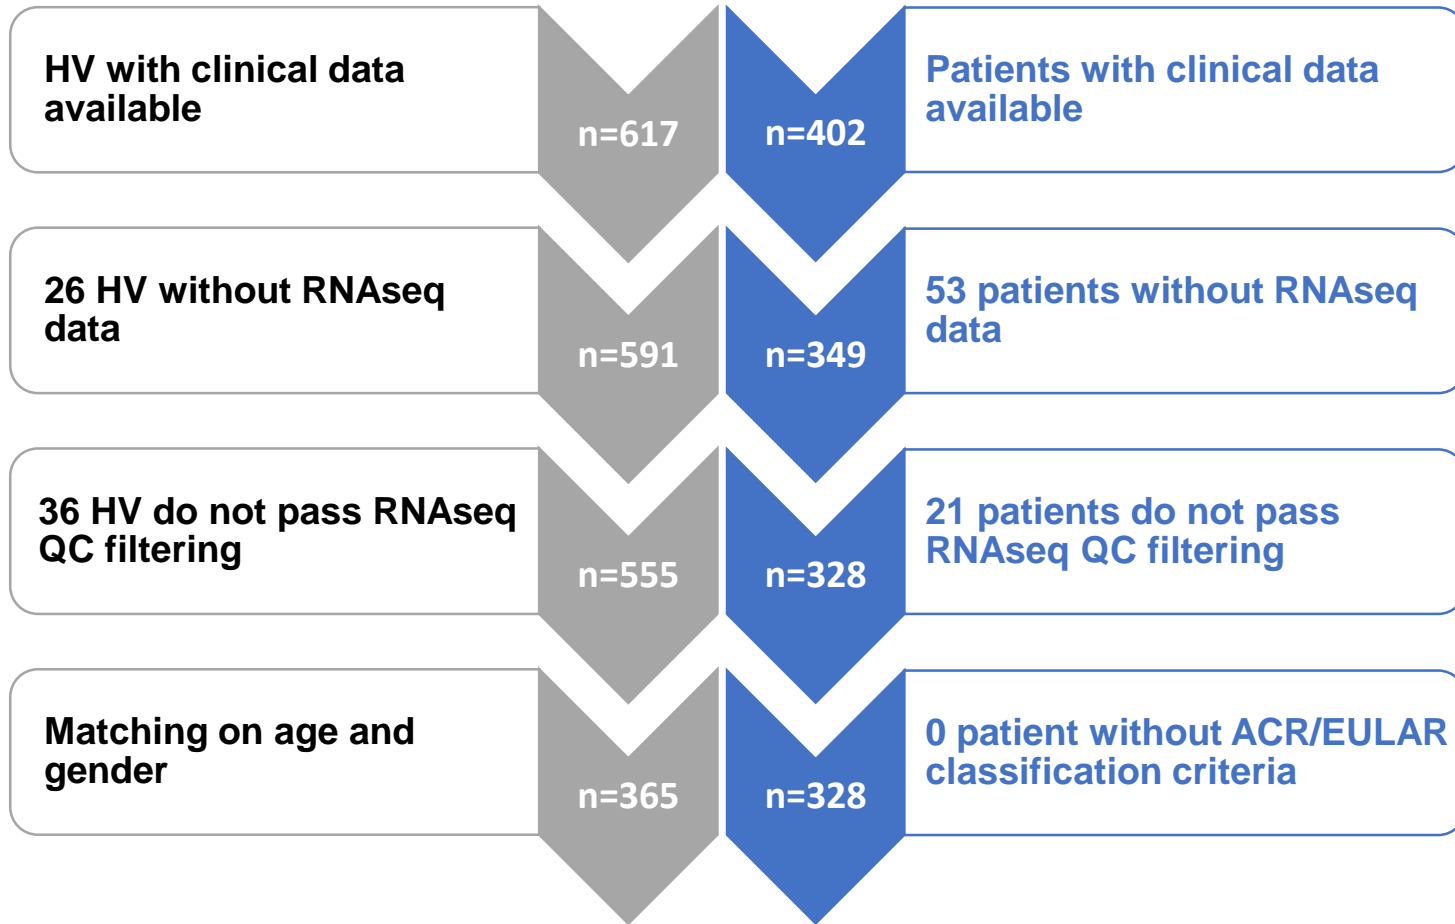 HV with clinical data
available
n=617
n=402
Patients with clinical data
available
26 HV without RNAseq
data
n=591
n=349
53 patients without RNAseq
data
36 HV do not pass RNAseq
QC filtering
n=555
n=328
21 patients do not pass
RNAseq QC filtering
Matching on age and
gender
n=365
n=328
0 patient without ACR/EULAR
classification criteria